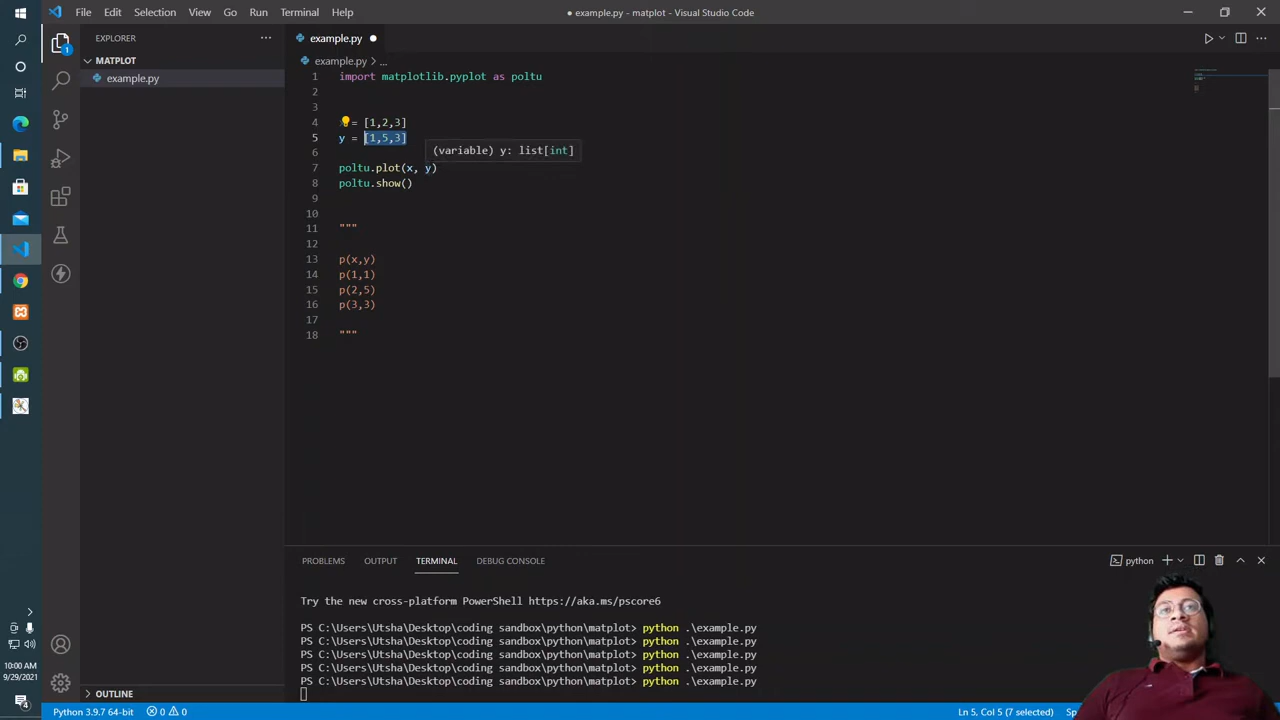 File Edit Selection View Go Run Terminal Help
● example.py - matplot - Visual Studio Code
EXPLORER
example.py
MATPLOT
example.py
example.py > ...
1 import matplotlib.pyplot as poltu
2
3
4 = [1,2,3]
5 y = [1,5,3]
6
(variable) y: list[int]
7 poltu.plot(x, y)
8 poltu.show()
9
10
11 """
12
13 p(x,y)
14 p(1,1)
15 p(2,5)
16 p(3,3)
17
18 """
PROBLEMS OUTPUT TERMINAL DEBUG CONSOLE
python
Try the new cross-platform PowerShell https://aka.ms/pscore6
PS C:\Users\Utsha\Desktop\coding sandbox\python\matplot> python .\example.py
PS C:\Users\Utsha\Desktop\coding sandbox\python\matplot> python .\example.py
PS C:\Users\Utsha\Desktop\coding sandbox\python\matplot> python .\example.py
PS C:\Users\Utsha\Desktop\coding sandbox\python\matplot> python .\example.py
PS C:\Users\Utsha\Desktop\coding sandbox\python\matplot> python .\example.py
OUTLINE
10:00 AM
9/29/2021
1
4
Python 3.9.7 64-bit 0 0
Ln 5, Col 5 (7 selected)